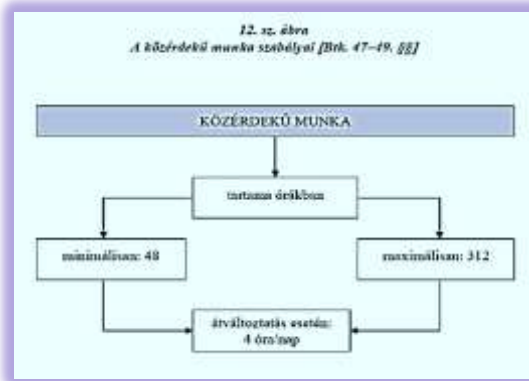 12. sz. ábra
A közérdekű munka szabályai [Btk. 47–49. §§]
KÖZÉRDEKŰ MUNKA
tartama órákban
minimálisan: 48
maximálisan: 312
átváltoztatás esetén:
4 óra/nap